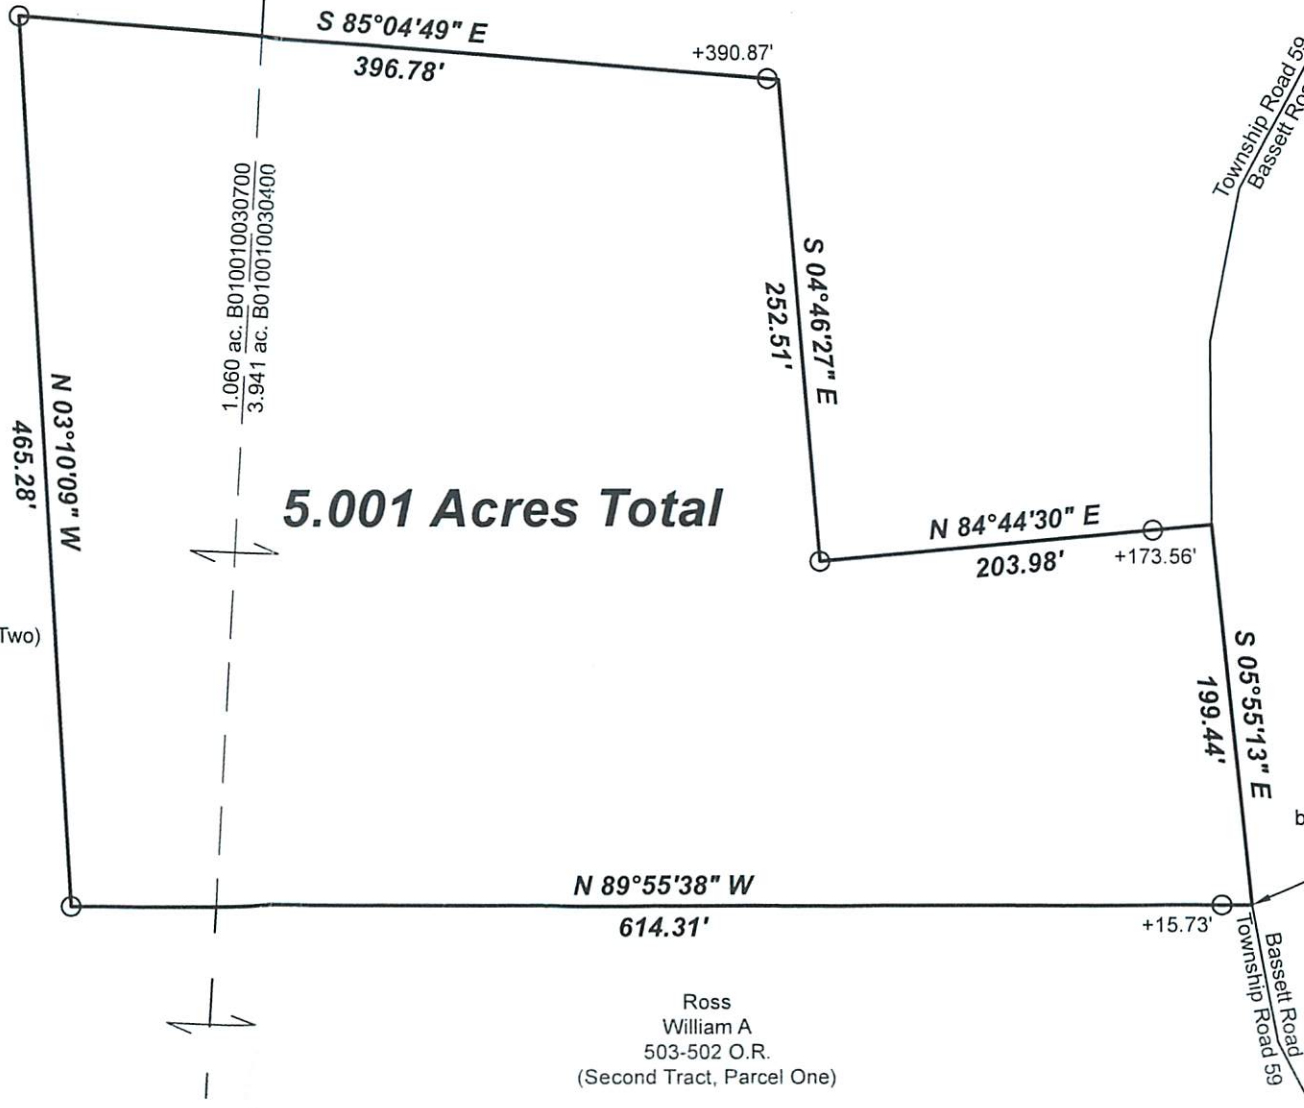 S 85°04'49" E
396.78'
+390.87'
Township Road 59
Bassett
1.060 ac. B010010030700
3.941 ac. B010010030400
S 04°46'27" E
252.51'
N 03°10'09" W
465.28'
5.001 Acres Total
N 84°44'30" E
203.98'
+173.56'
Two)
S 05°55'13" E
199.44'
b
N 89°55'38" W
614.31'
+15.73'
Bassett Road
Township Road 59
Ross
William A
503-502 O.R.
(Second Tract, Parcel One)